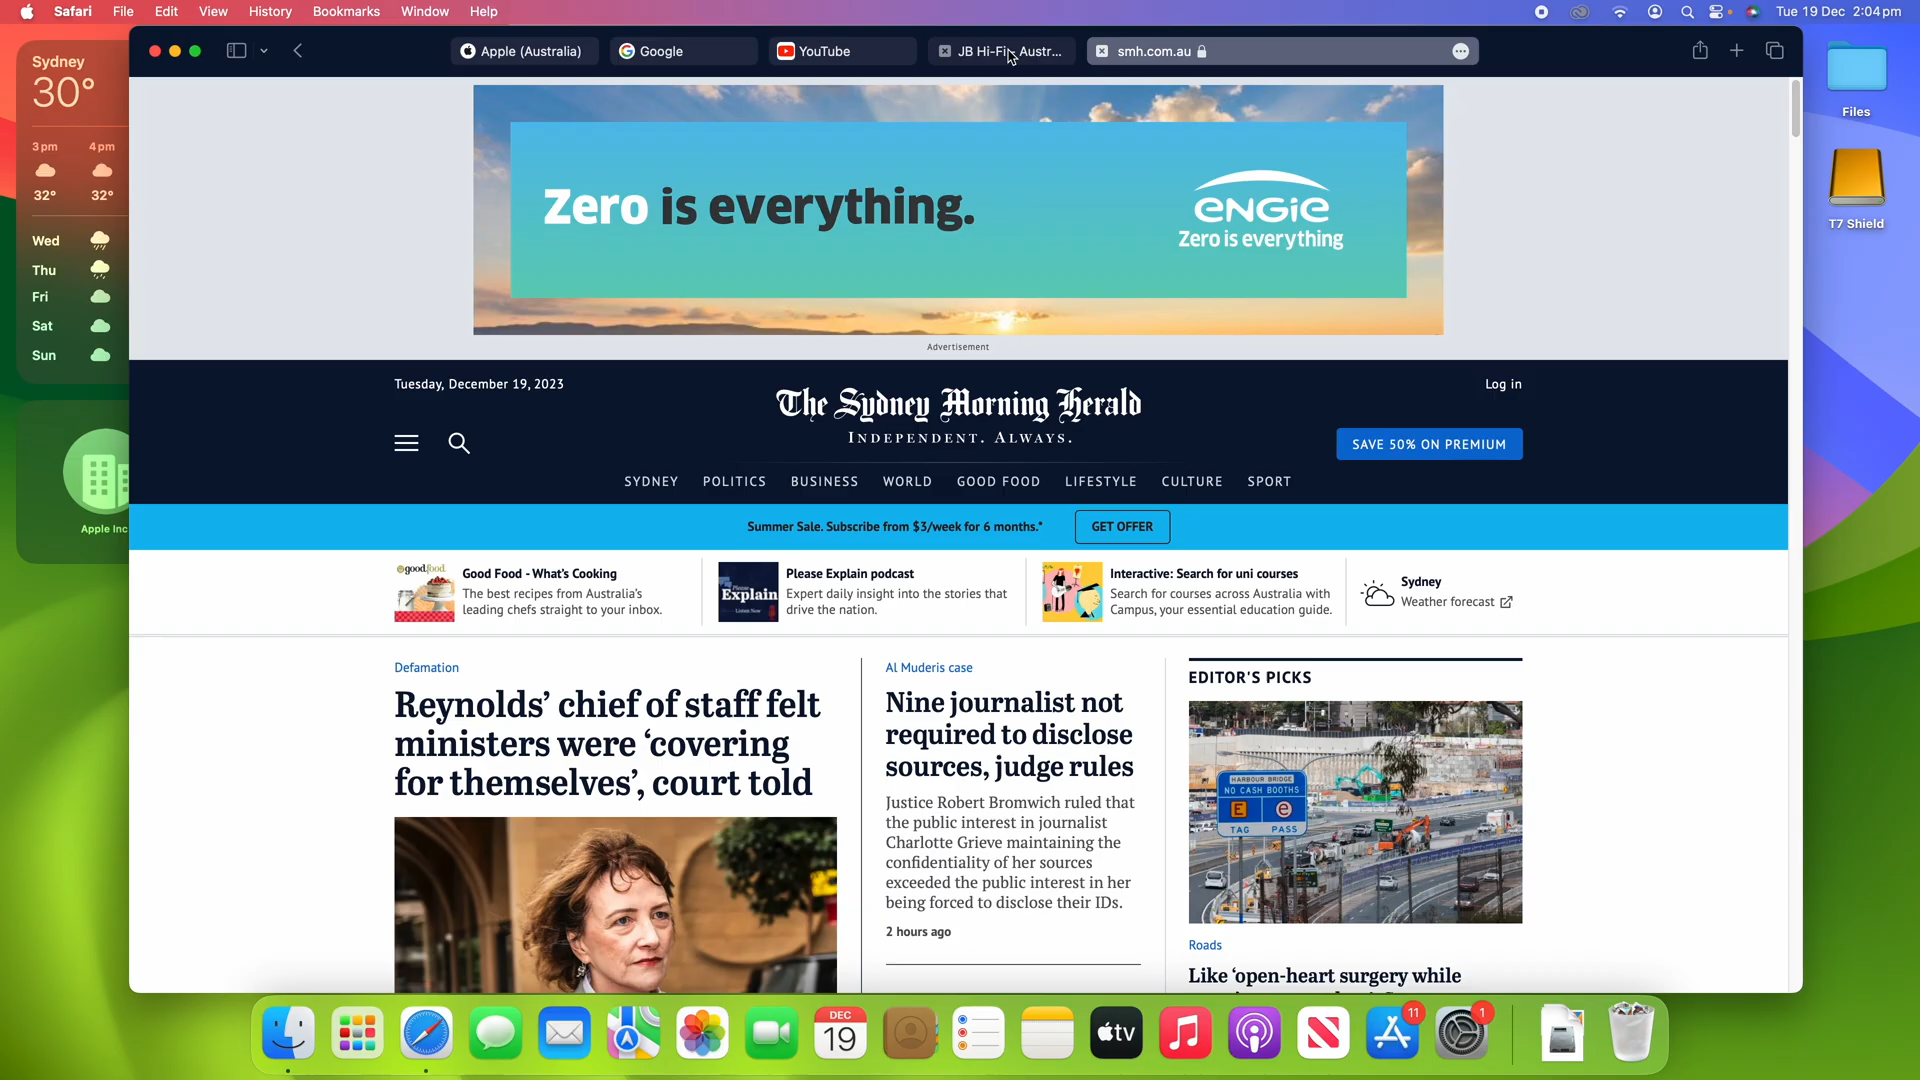 Safari File Edit View History Bookmarks Window Help
Tue 19 Dec 2:04 pm
Apple (Australia)
Google
YouTube
JB Hi-Fi Austr...
smh.com.au
Sydney
30°
3 pm 4 pm
32° 32°
Wed
Thu
Fri
Sat
Sun
Apple Inc
Files
T7 Shield
Zero is everything.
ENGIE
Zero is everything
Advertisement
Tuesday, December 19, 2023
The Sydney Morning Herald
INDEPENDENT. ALWAYS.
Log in
SAVE 50% ON PREMIUM
SYDNEY POLITICS BUSINESS WORLD GOOD FOOD LIFESTYLE CULTURE SPORT
Summer Sale. Subscribe from $3/week for 6 months.*
GET OFFER
good food
Good Food - What's Cooking
The best recipes from Australia's
leading chefs straight to your inbox.
Please
Explain
Listen Now
Please Explain podcast
Expert daily insight into the stories that
drive the nation.
Interactive: Search for uni courses
Search for courses across Australia with
Campus, your essential education guide.
Sydney
Weather forecast
Defamation
Reynolds' chief of staff felt
ministers were 'covering
for themselves', court told
Al Muderis case
Nine journalist not
required to disclose
sources, judge rules
Justice Robert Bromwich ruled that
the public interest in journalist
Charlotte Grieve maintaining the
confidentiality of her sources
exceeded the public interest in her
being forced to disclose their IDs.
2 hours ago
EDITOR'S PICKS
HARBOUR BRIDGE
NO CASH BOOTHS
E e
TAG PASS
Roads
Like 'open-heart surgery while
DEC
19
tv
11
1